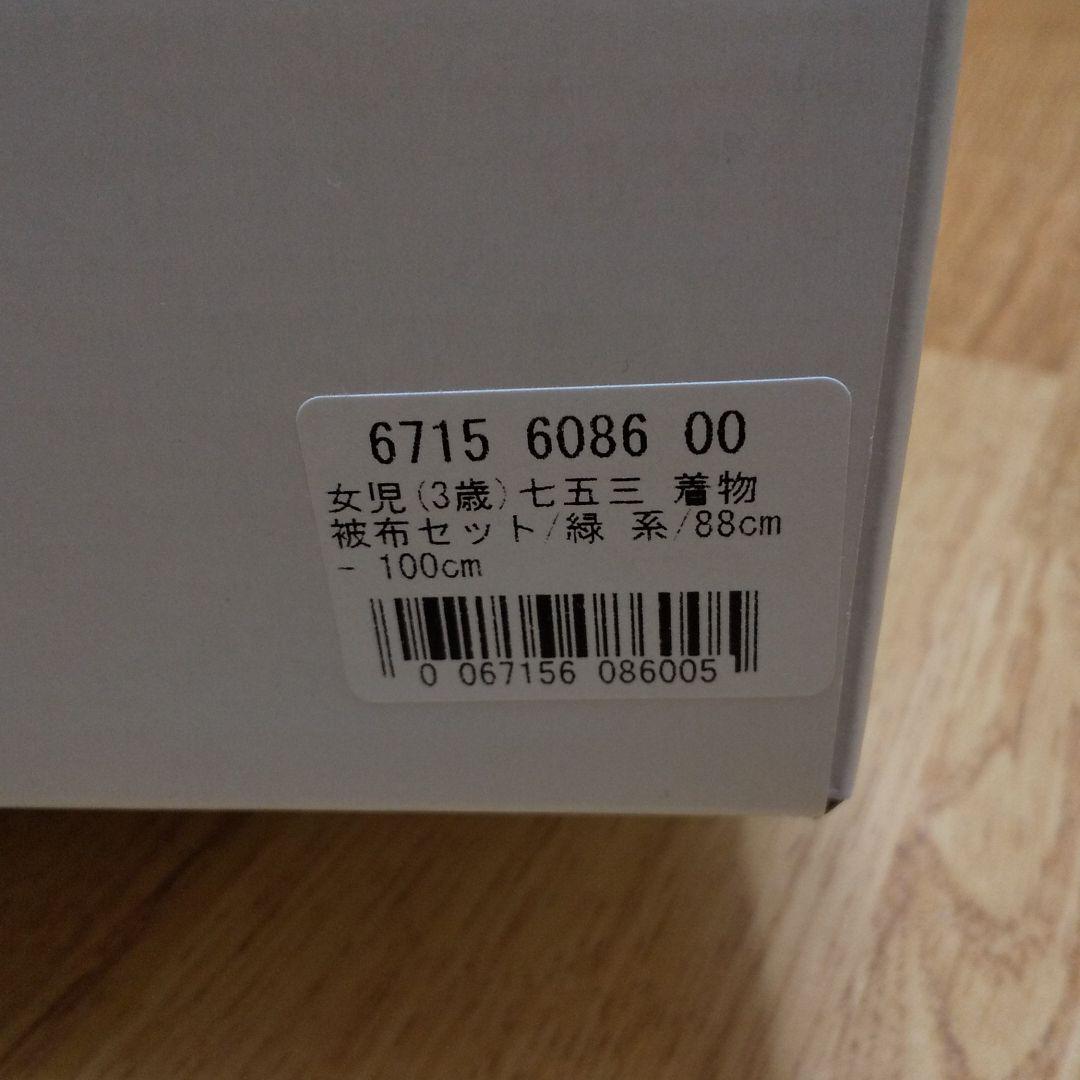 6715 6086 00
女児(3歳)七五三 着物
被布セット/緑 系/88cm
- 100cm
0 067156 086005